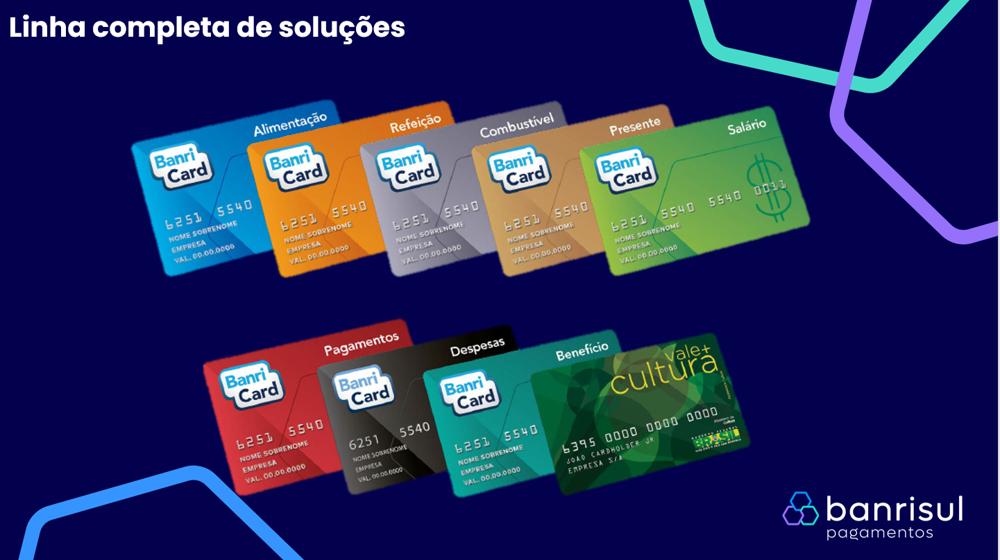 Linha completa de soluções
Alimentação
Banri
Card
6251 5540
NOME SOBRENOME
EMPRESA
VAL. 00.00.0000
Refeição
Banri
Card
6251 5540
NOME SOBRENOME
EMPRESA
VAL. 00.00.0000
Combustível
Banri
Card
6251 5540
NOME SOBRENOME
EMPRESA
VAL. 00.00.0000
Presente
Banri
Card
6251 5540
NOME SOBRENOME
EMPRESA
VAL. 00.00.0000
Salário
Banri
Card
6251 5540 5540 0011
NOME SOBRENOME
EMPRESA
VAL. 00.00.0000
Pagamentos
Banri
Card
6251 5540
NOME SOBRENOME
EMPRESA
VAL. 00.00.0000
Despesas
Banri
Card
6251 5540
NOME SOBRENOME
EMPRESA
VAL. 00.00.0000
Benefício
Banri
Card
6251 5540
NOME SOBRENOME
EMPRESA
VAL. 00.00.0000
vale+
cultura
6395 0000 0000 0000
JOAO CARDHOLDER JR
EMPRESA S/A
Ministério da
Cultura
GOVERNO FEDERAL
BRASIL
banrisul
pagamentos